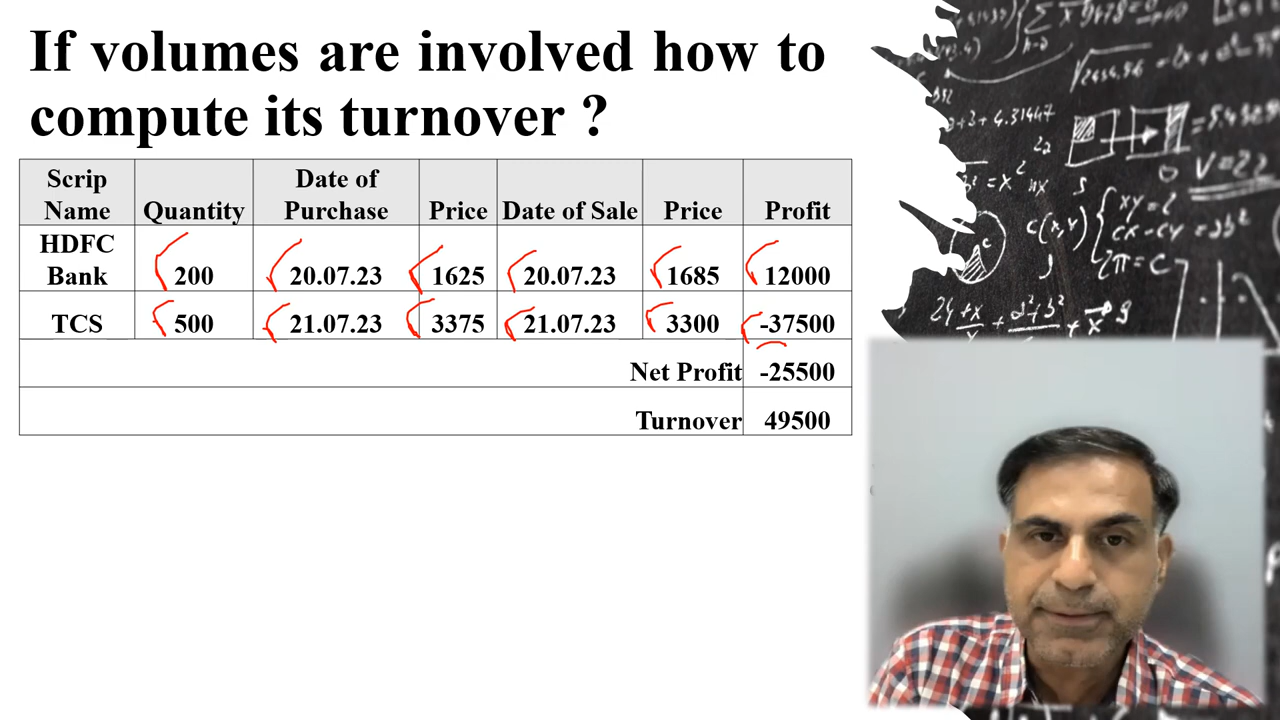 If volumes are involved how to
compute its turnover ?
Scrip Name Quantity Date of Purchase Price Date of Sale Price Profit
HDFC Bank 200 20.07.23 1625 20.07.23 1685 12000
TCS 500 21.07.23 3375 21.07.23 3300 -37500
Net Profit -25500
Turnover 49500